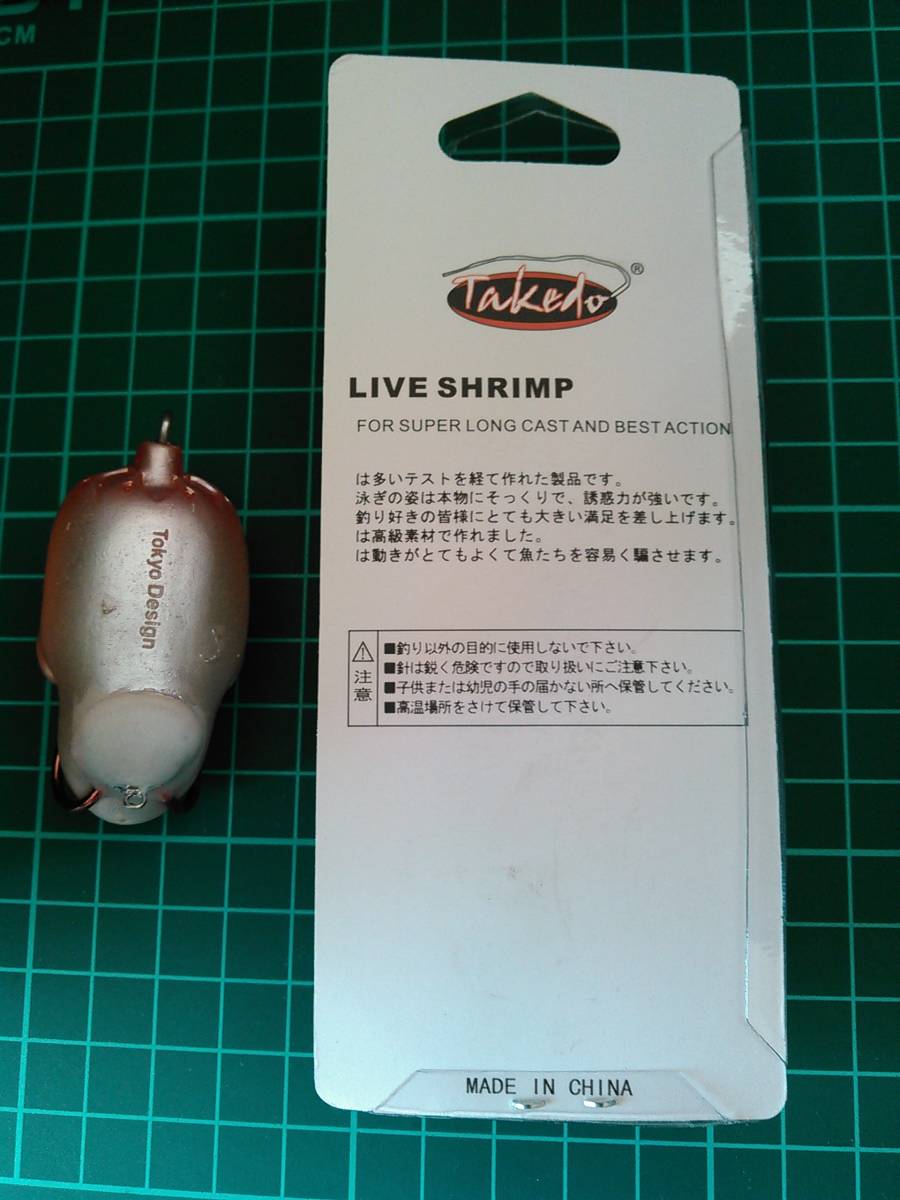 CM
Takedo®
LIVE SHRIMP
FOR SUPER LONG CAST AND BEST ACTION
は多いテストを経て作れた製品です。
泳ぎの姿は本物にそっくりで、誘惑力が強いです。
釣り好きの皆様にとても大きい満足を差し上げます。
は高級素材で作れました。
は動きがとてもよくて魚たちを容易く騙させます。
⚠注意
■釣り以外の目的に使用しないで下さい。
■針は鋭く危険ですので取り扱いにご注意下さい。
■子供または幼児の手の届かない所へ保管してください。
■高温場所をさけて保管して下さい。
Tokyo Design
MADE IN CHINA